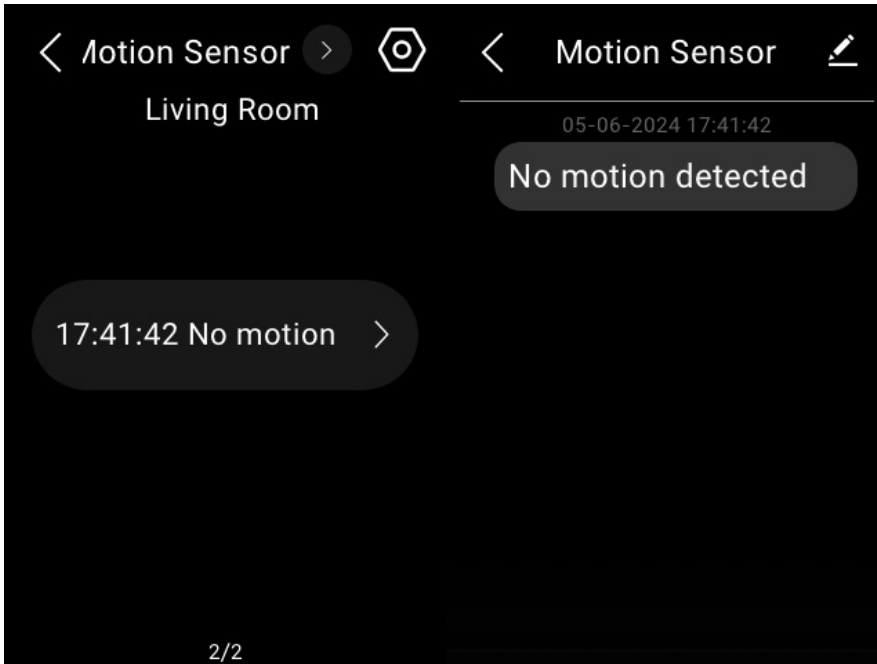 Motion Sensor
Living Room
17:41:42 No motion
2/2
Motion Sensor
05-06-2024 17:41:42
No motion detected